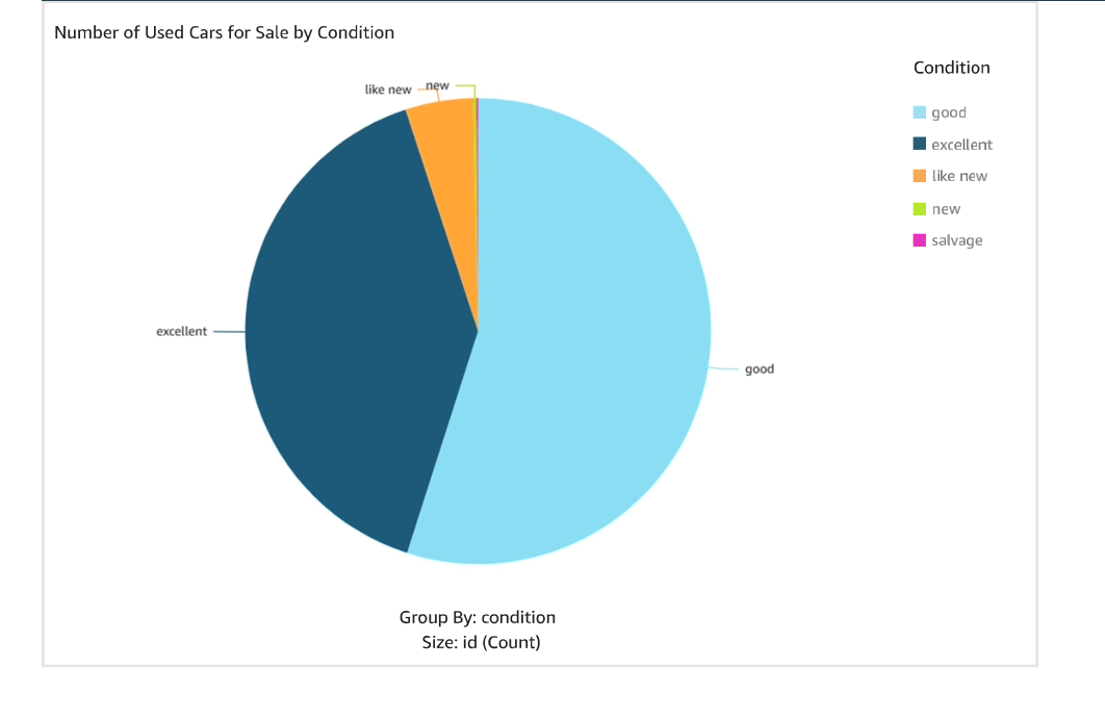 Number of Used Cars for Sale by Condition
Condition
like new
new
good
excellent
like new
new
salvage
excellent
good
Group By: condition
Size: id (Count)